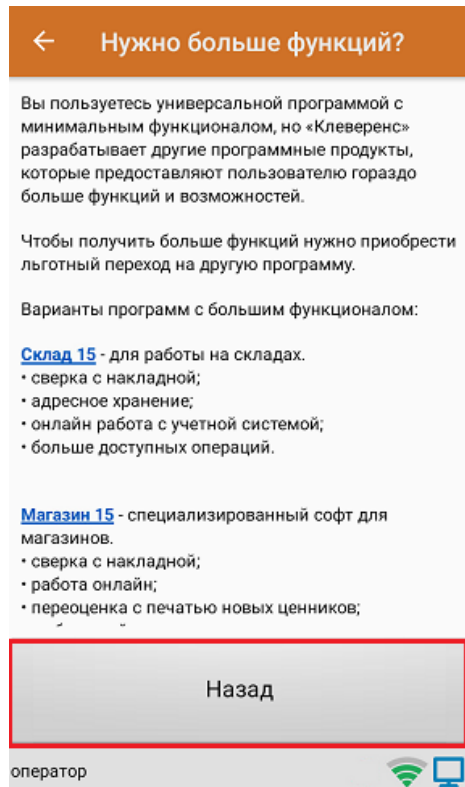 Нужно больше функций?
Вы пользуетесь универсальной программой с
минимальным функционалом, но «Клеверенс»
разрабатывает другие программные продукты,
которые предоставляют пользователю гораздо
больше функций и возможностей.
Чтобы получить больше функций нужно приобрести
льготный переход на другую программу.
Варианты программ с большим функционалом:
Склад 15 - для работы на складах.
• сверка с накладной;
• адресное хранение;
• онлайн работа с учетной системой;
• больше доступных операций.
Магазин 15 - специализированный софт для
магазинов.
• сверка с накладной;
• работа онлайн;
• переоценка с печатью новых ценников;
Назад
оператор